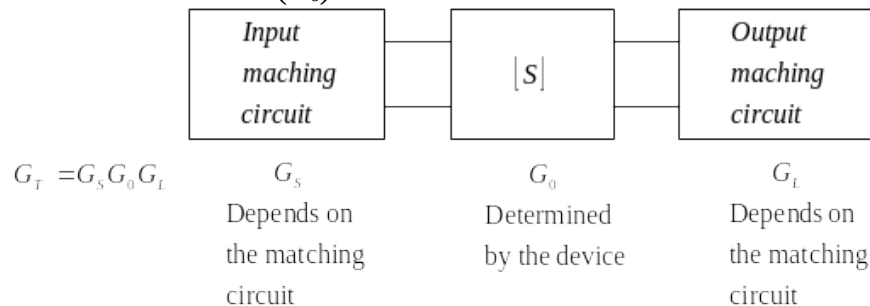 Input
maching
circuit
[S]
Output
maching
circuit
G_T = G_S G_0 G_L
G_S
Depends on
the matching
circuit
G_0
Determined
by the device
G_L
Depends on
the matching
circuit